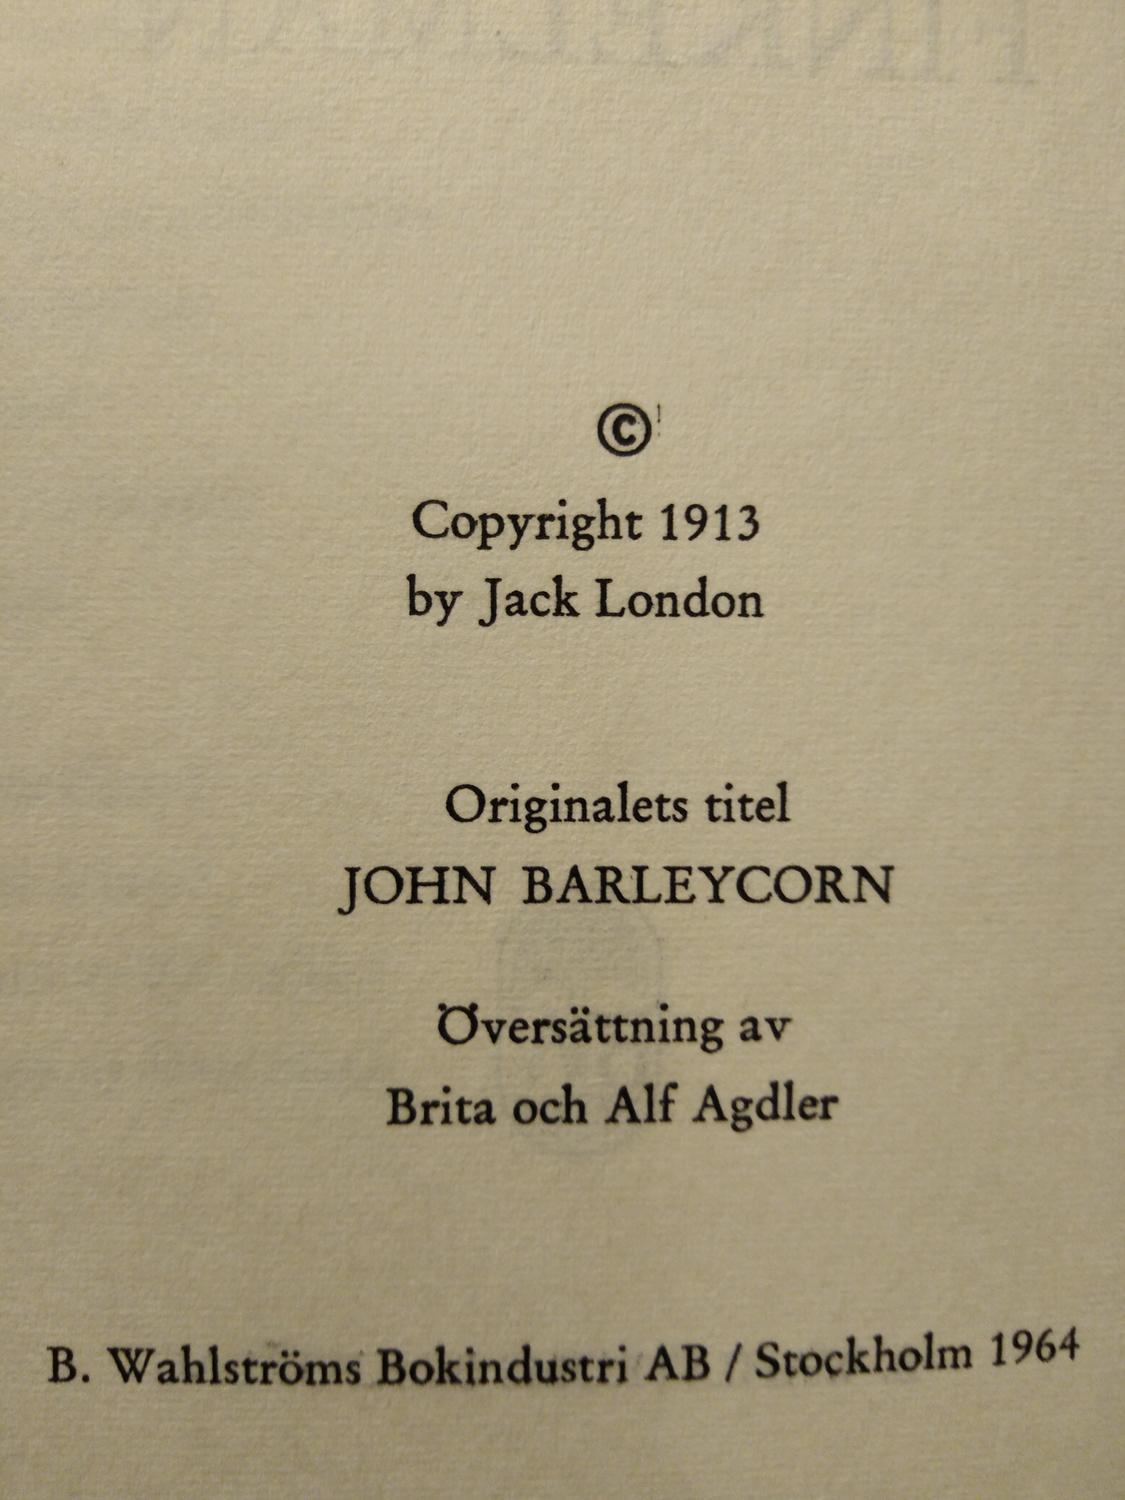 ©
Copyright 1913
by Jack London
Originalets titel
JOHN BARLEYCORN
Översättning av
Brita och Alf Agdler
B. Wahlströms Bokindustri AB / Stockholm 1964